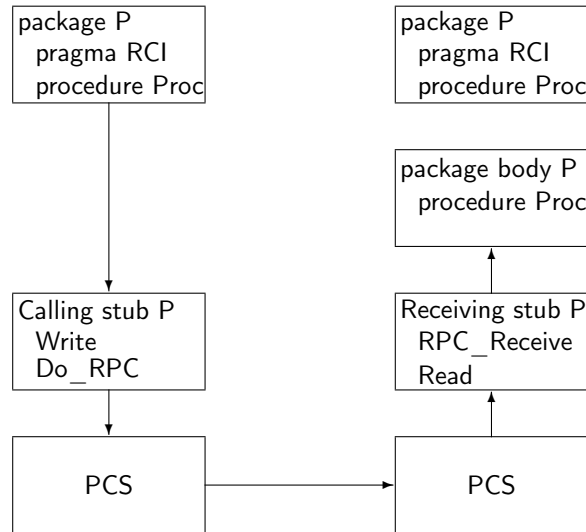 package P
pragma RCI
procedure Proc
package P
pragma RCI
procedure Proc
package body P
procedure Proc
Calling stub P
Write
Do_RPC
Receiving stub P
RPC_Receive
Read
PCS
PCS